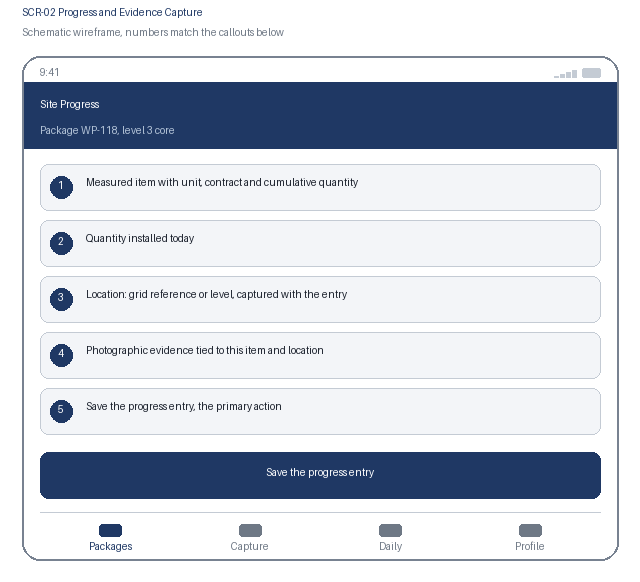 SCR-02 Progress and Evidence Capture
Schematic wireframe, numbers match the callouts below
9:41
Site Progress
Package WP-118, level 3 core
1 Measured item with unit, contract and cumulative quantity
2 Quantity installed today
3 Location: grid reference or level, captured with the entry
4 Photographic evidence tied to this item and location
5 Save the progress entry, the primary action
Save the progress entry
Packages Capture Daily Profile